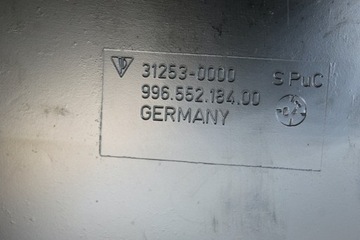 31253-0000 S PUC
996.552.184.00
GERMANY